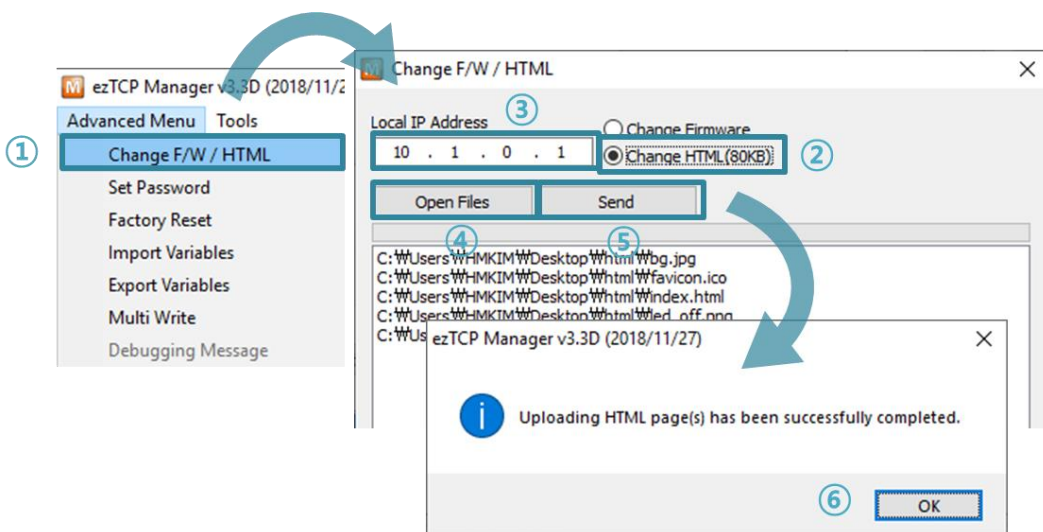 ezTCP Manager v3.3D (2018/11/2
Advanced Menu Tools
① Change F/W / HTML
Set Password
Factory Reset
Import Variables
Export Variables
Multi Write
Debugging Message
Change F/W / HTML
Local IP Address ③
Change Firmware
10 . 1 . 0 . 1
Change HTML(80KB) ②
Open Files Send
④ ⑤
C:₩Users₩HMKIM₩Desktop₩html₩bg.jpg
C:₩Users₩HMKIM₩Desktop₩html₩favicon.ico
C:₩Users₩HMKIM₩Desktop₩html₩index.html
C:₩Users₩HMKIM₩Desktop₩html₩led_off.png
C:₩Us
ezTCP Manager v3.3D (2018/11/27)
Uploading HTML page(s) has been successfully completed.
⑥ OK